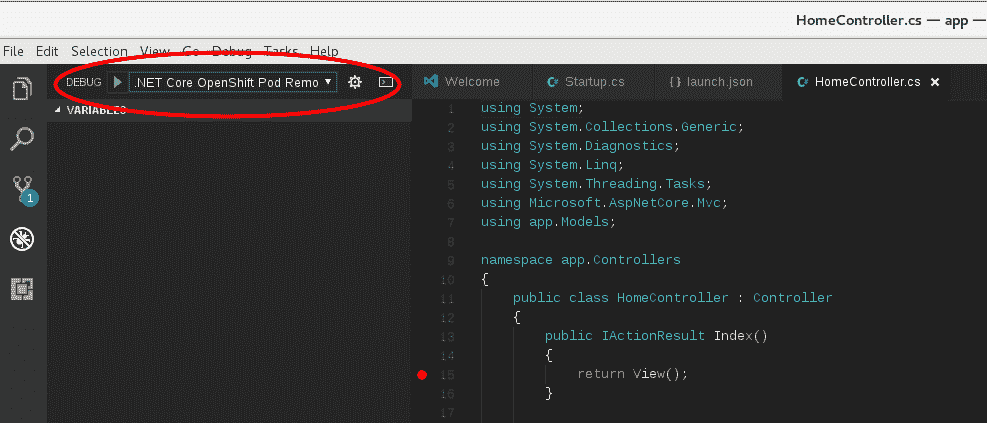 HomeController.cs — app —
File Edit Selection View Go Debug Tasks Help
DEBUG .NET Core OpenShift Pod Remo
Welcome Startup.cs { } launch.json HomeController.cs
VARIABLES
1 using System;
2 using System.Collections.Generic;
3 using System.Diagnostics;
4 using System.Linq;
5 using System.Threading.Tasks;
6 using Microsoft.AspNetCore.Mvc;
7 using app.Models;
8
9 namespace app.Controllers
10 {
11 public class HomeController : Controller
12 {
13 public IActionResult Index()
14 {
15 return View();
16 }
17
1